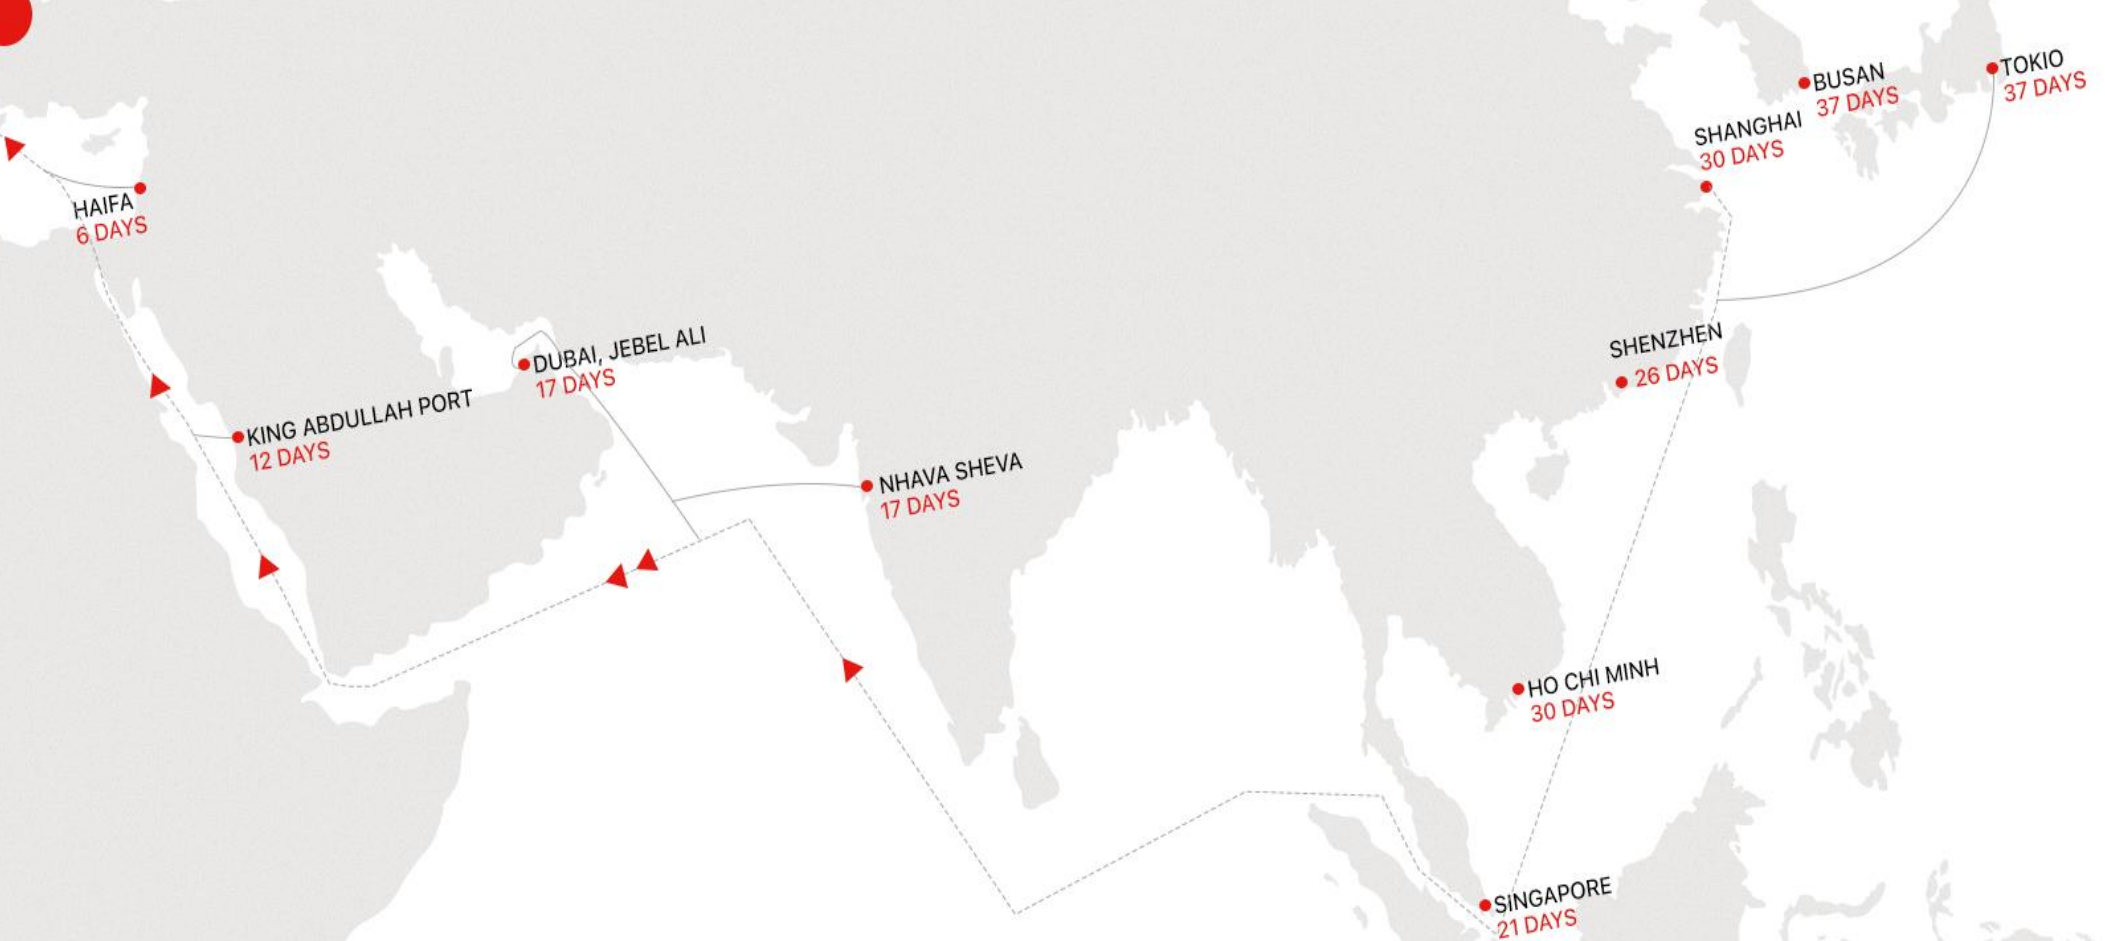 BUSAN
37 DAYS
TOKIO
37 DAYS
SHANGHAI
30 DAYS
HAIFA
6 DAYS
DUBAI, JEBEL ALI
17 DAYS
SHENZHEN
26 DAYS
KING ABDULLAH PORT
12 DAYS
NHAVA SHEVA
17 DAYS
HO CHI MINH
30 DAYS
SINGAPORE
21 DAYS